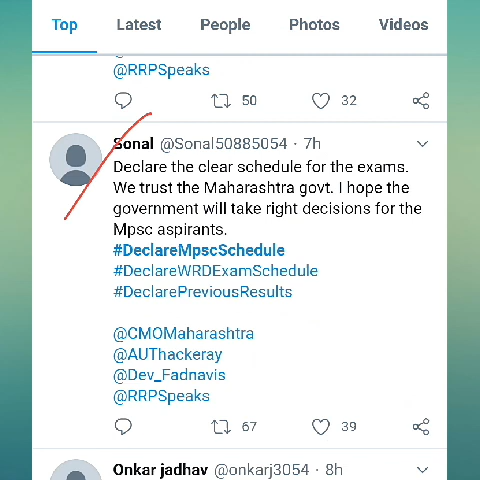 Top Latest People Photos Videos
@RRPSpeaks
50 32
Sonal @Sonal50885054 · 7h
Declare the clear schedule for the exams.
We trust the Maharashtra govt. I hope the
government will take right decisions for the
Mpsc aspirants.
#DeclareMpscSchedule
#DeclareWRDExamSchedule
#DeclarePreviousResults
@CMOMaharashtra
@AUThackeray
@Dev_Fadnavis
@RRPSpeaks
67 39
Onkar jadhav @onkarj3054 · 8h